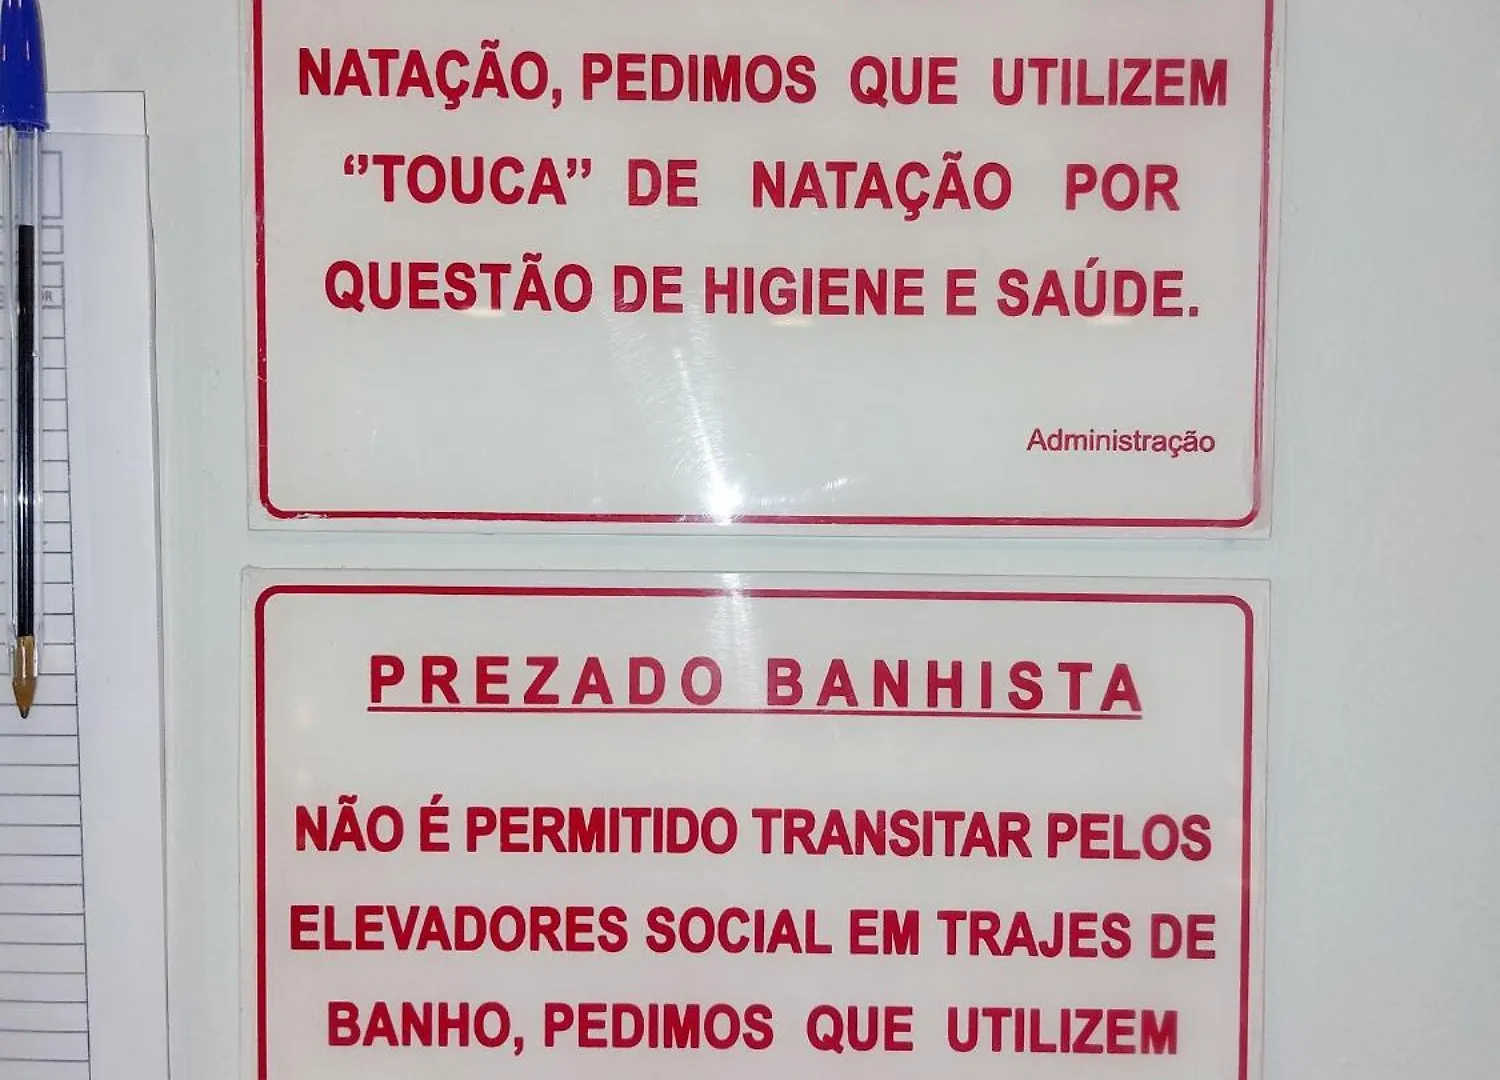 NATAÇÃO, PEDIMOS QUE UTILIZEM
‘’TOUCA’’ DE NATAÇÃO POR
QUESTÃO DE HIGIENE E SAÚDE.
Administração
PREZADO BANHISTA
NÃO É PERMITIDO TRANSITAR PELOS
ELEVADORES SOCIAL EM TRAJES DE
BANHO, PEDIMOS QUE UTILIZEM